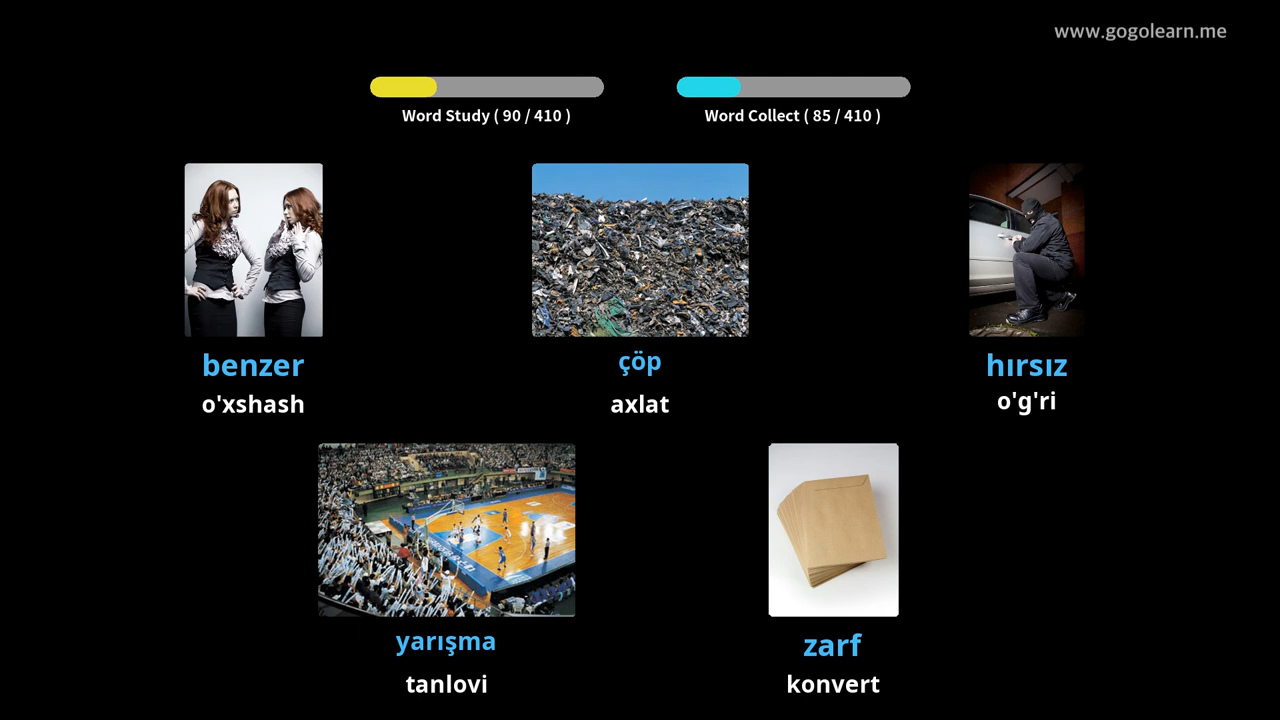 www.gogolearn.me
Word Study ( 90 / 410 )
Word Collect ( 85 / 410 )
benzer
o'xshash
çöp
axlat
hırsız
o'g'ri
yarışma
tanlovi
zarf
konvert